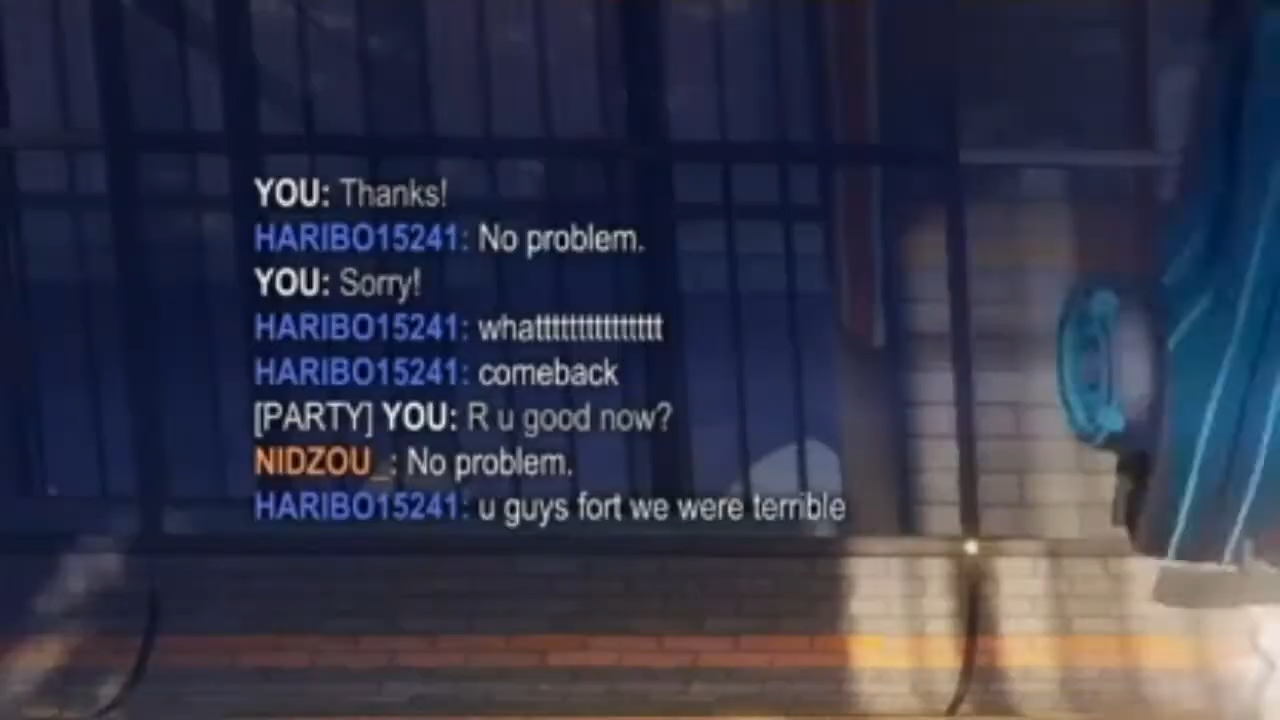 YOU: Thanks!
HARIBO15241: No problem.
YOU: Sorry!
HARIBO15241: whattttttttttttttt
HARIBO15241: comeback
[PARTY] YOU: R u good now?
NIDZOU_: No problem.
HARIBO15241: u guys fort we were terrible